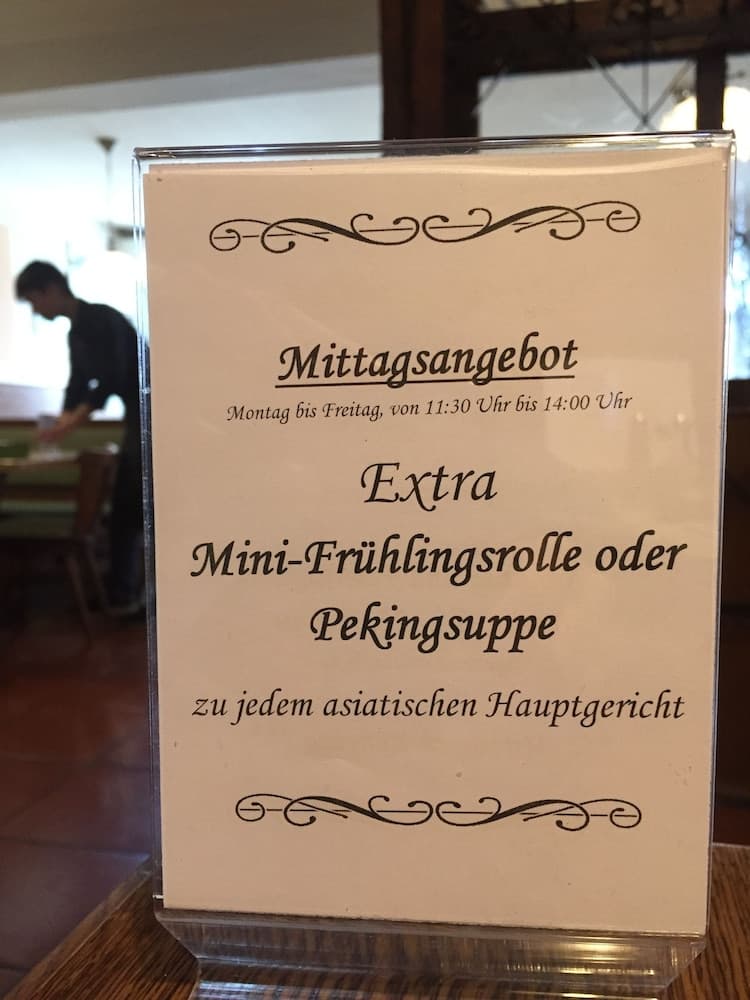 Mittagsangebot
Montag bis Freitag, von 11:30 Uhr bis 14:00 Uhr
Extra
Mini-Frühlingsrolle oder
Pekingsuppe
zu jedem asiatischen Hauptgericht